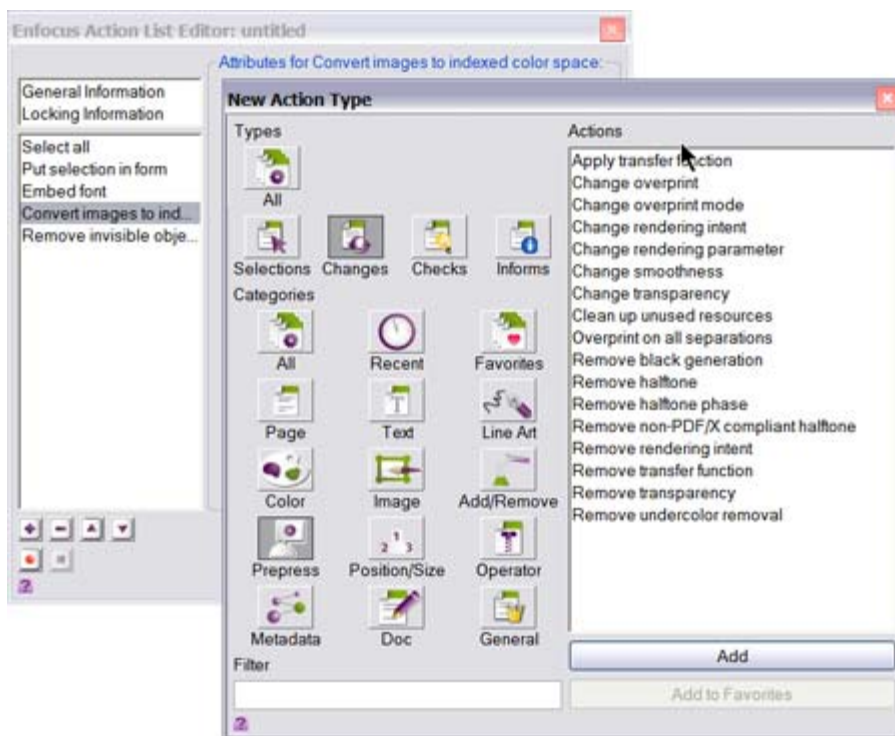 Enfocus Action List Editor: untitled
Attributes for Convert images to indexed color space:
General Information
Locking Information
Select all
Put selection in form
Embed font
Convert images to ind...
Remove invisible obje...
New Action Type
Types
All
Selections Changes Checks Informs
Categories
All Recent Favorites
Page Text Line Art
Color Image Add/Remove
Prepress Position/Size Operator
Metadata Doc General
Filter
Actions
Apply transfer function
Change overprint
Change overprint mode
Change rendering intent
Change rendering parameter
Change smoothness
Change transparency
Clean up unused resources
Overprint on all separations
Remove black generation
Remove halftone
Remove halftone phase
Remove non-PDF/X compliant halftone
Remove rendering intent
Remove transfer function
Remove transparency
Remove undercolor removal
Add
Add to Favorites